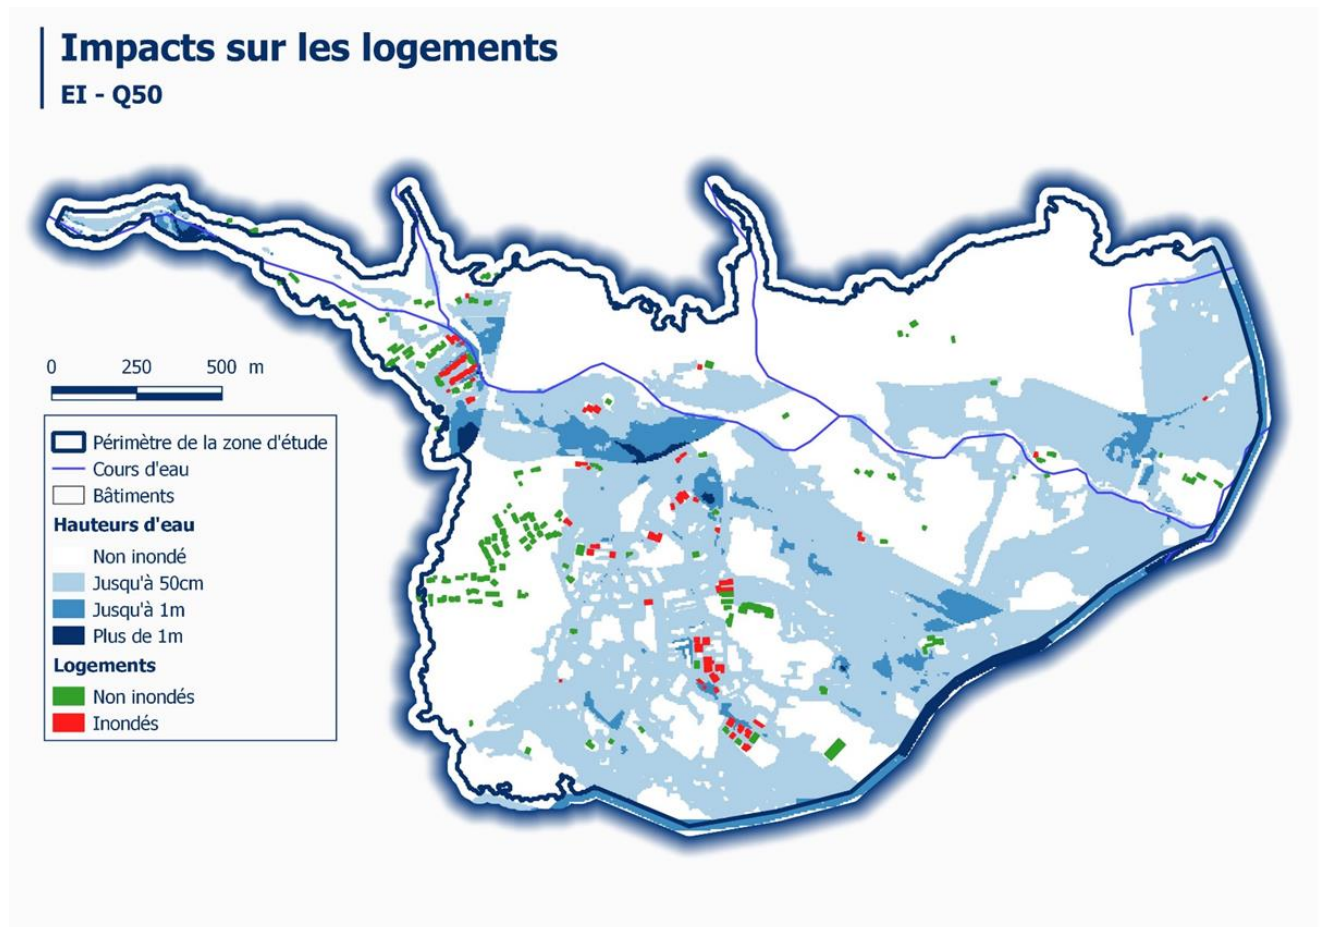 Impacts sur les logements
EI - Q50
0 250 500 m
Périmètre de la zone d'étude
Cours d'eau
Bâtiments
Hauteurs d'eau
Non inondé
Jusqu'à 50cm
Jusqu'à 1m
Plus de 1m
Logements
Non inondés
Inondés